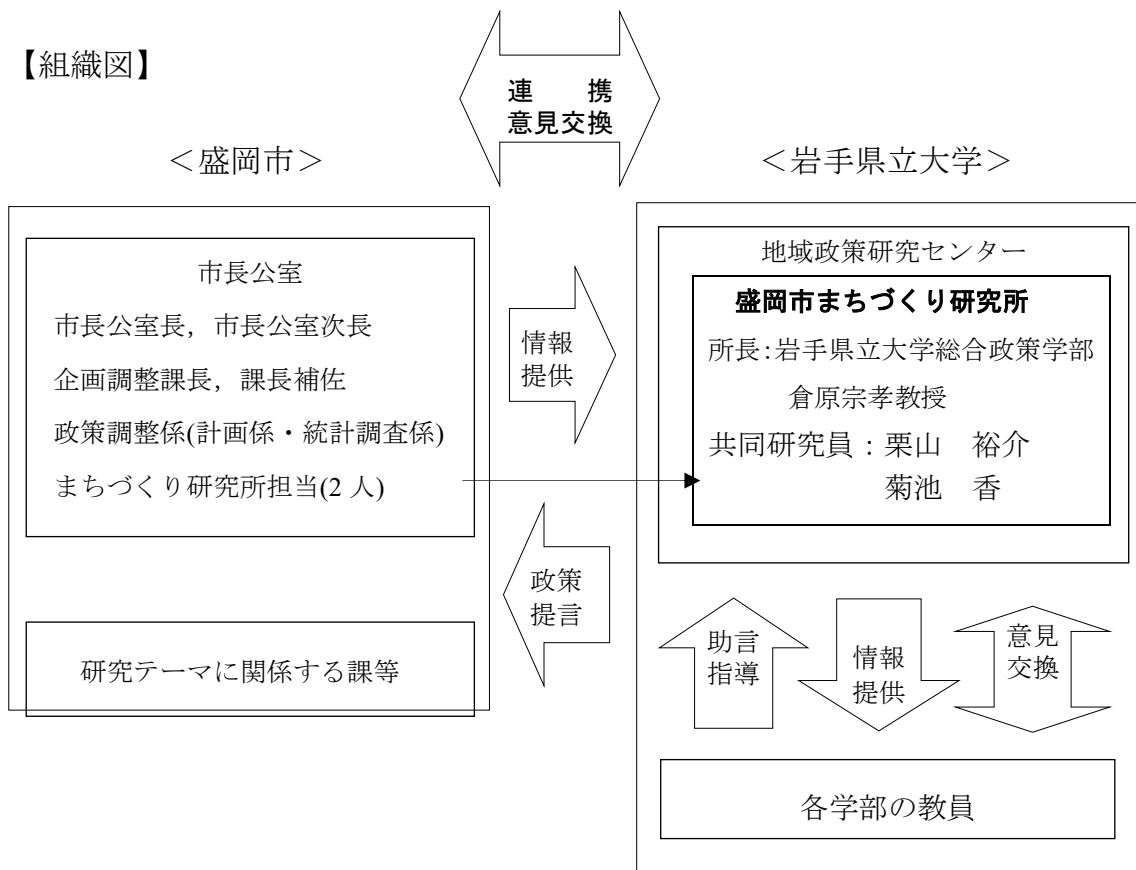 【組織図】
連　携
意見交換
＜盛岡市＞
＜岩手県立大学＞
市長公室
市長公室長，市長公室次長
企画調整課長，課長補佐
政策調整係(計画係・統計調査係)
まちづくり研究所担当(2 人)
研究テーマに関係する課等
情報
提供
政策
提言
地域政策研究センター
盛岡市まちづくり研究所
所長：岩手県立大学総合政策学部
倉原宗孝教授
共同研究員：栗山　裕介
菊池　香
助言
指導
情報
提供
意見
交換
各学部の教員